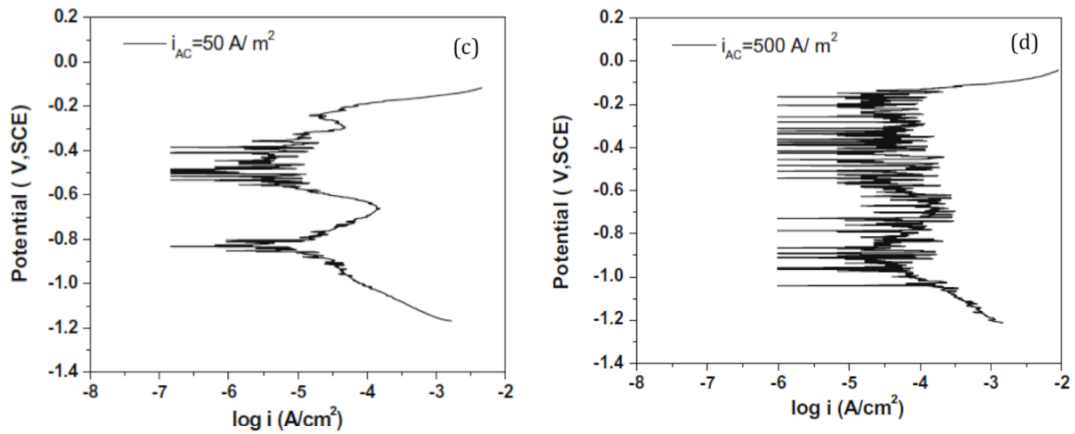 i_AC=50 A/ m² (c)
0.2
0.0
-0.2
-0.4
-0.6
-0.8
-1.0
-1.2
-1.4
Potential ( V,SCE)
-8 -7 -6 -5 -4 -3 -2
log i (A/cm²)
i_AC=500 A/ m² (d)
0.2
0.0
-0.2
-0.4
-0.6
-0.8
-1.0
-1.2
-1.4
Potential ( V,SCE)
-8 -7 -6 -5 -4 -3 -2
log i (A/cm²)